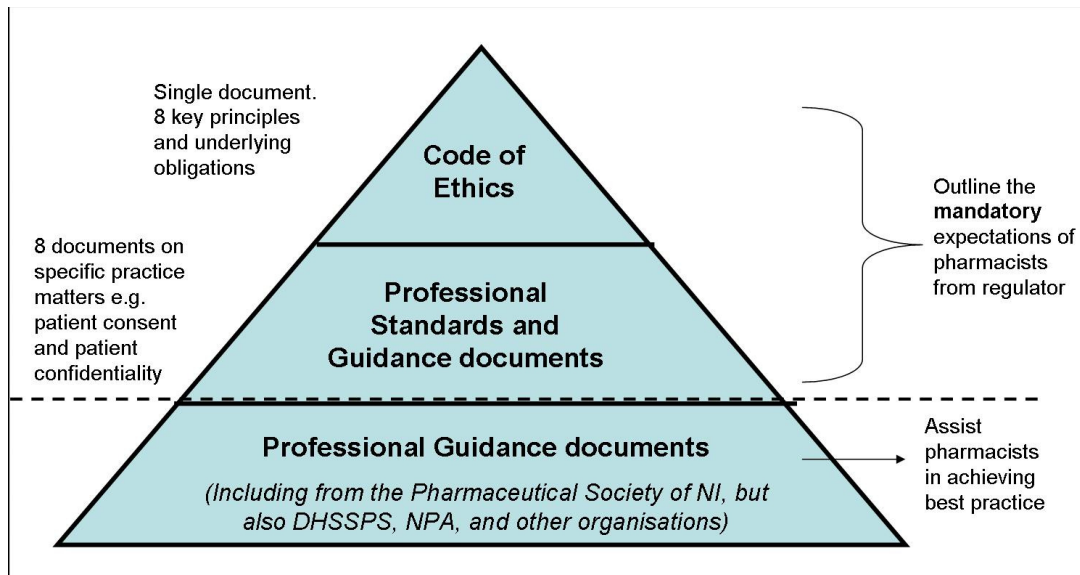 Single document.
8 key principles
and underlying
obligations
Code of
Ethics
8 documents on
specific practice
matters e.g.
patient consent
and patient
confidentiality
Professional
Standards and
Guidance documents
Outline the
mandatory
expectations of
pharmacists
from regulator
Professional Guidance documents
(Including from the Pharmaceutical Society of NI, but
also DHSSPS, NPA, and other organisations)
Assist
pharmacists
in achieving
best practice